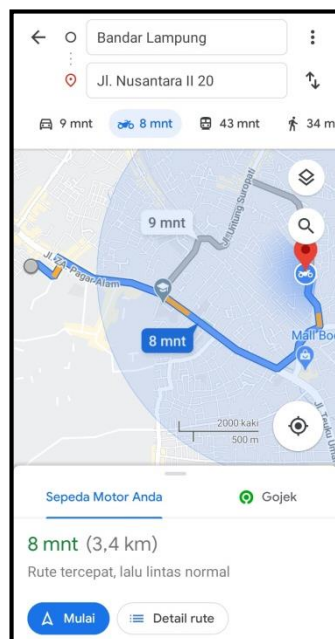 Bandar Lampung
Jl. Nusantara II 20
9 mnt
8 mnt
43 mnt
34 m
Jl. Untung Suropati
9 mnt
Jl. ZA. Pagar Alam
8 mnt
Mall Boe
Jl. Teuku Umar
2000 kaki
500 m
Sepeda Motor Anda
Gojek
8 mnt (3,4 km)
Rute tercepat, lalu lintas normal
Mulai
Detail rute